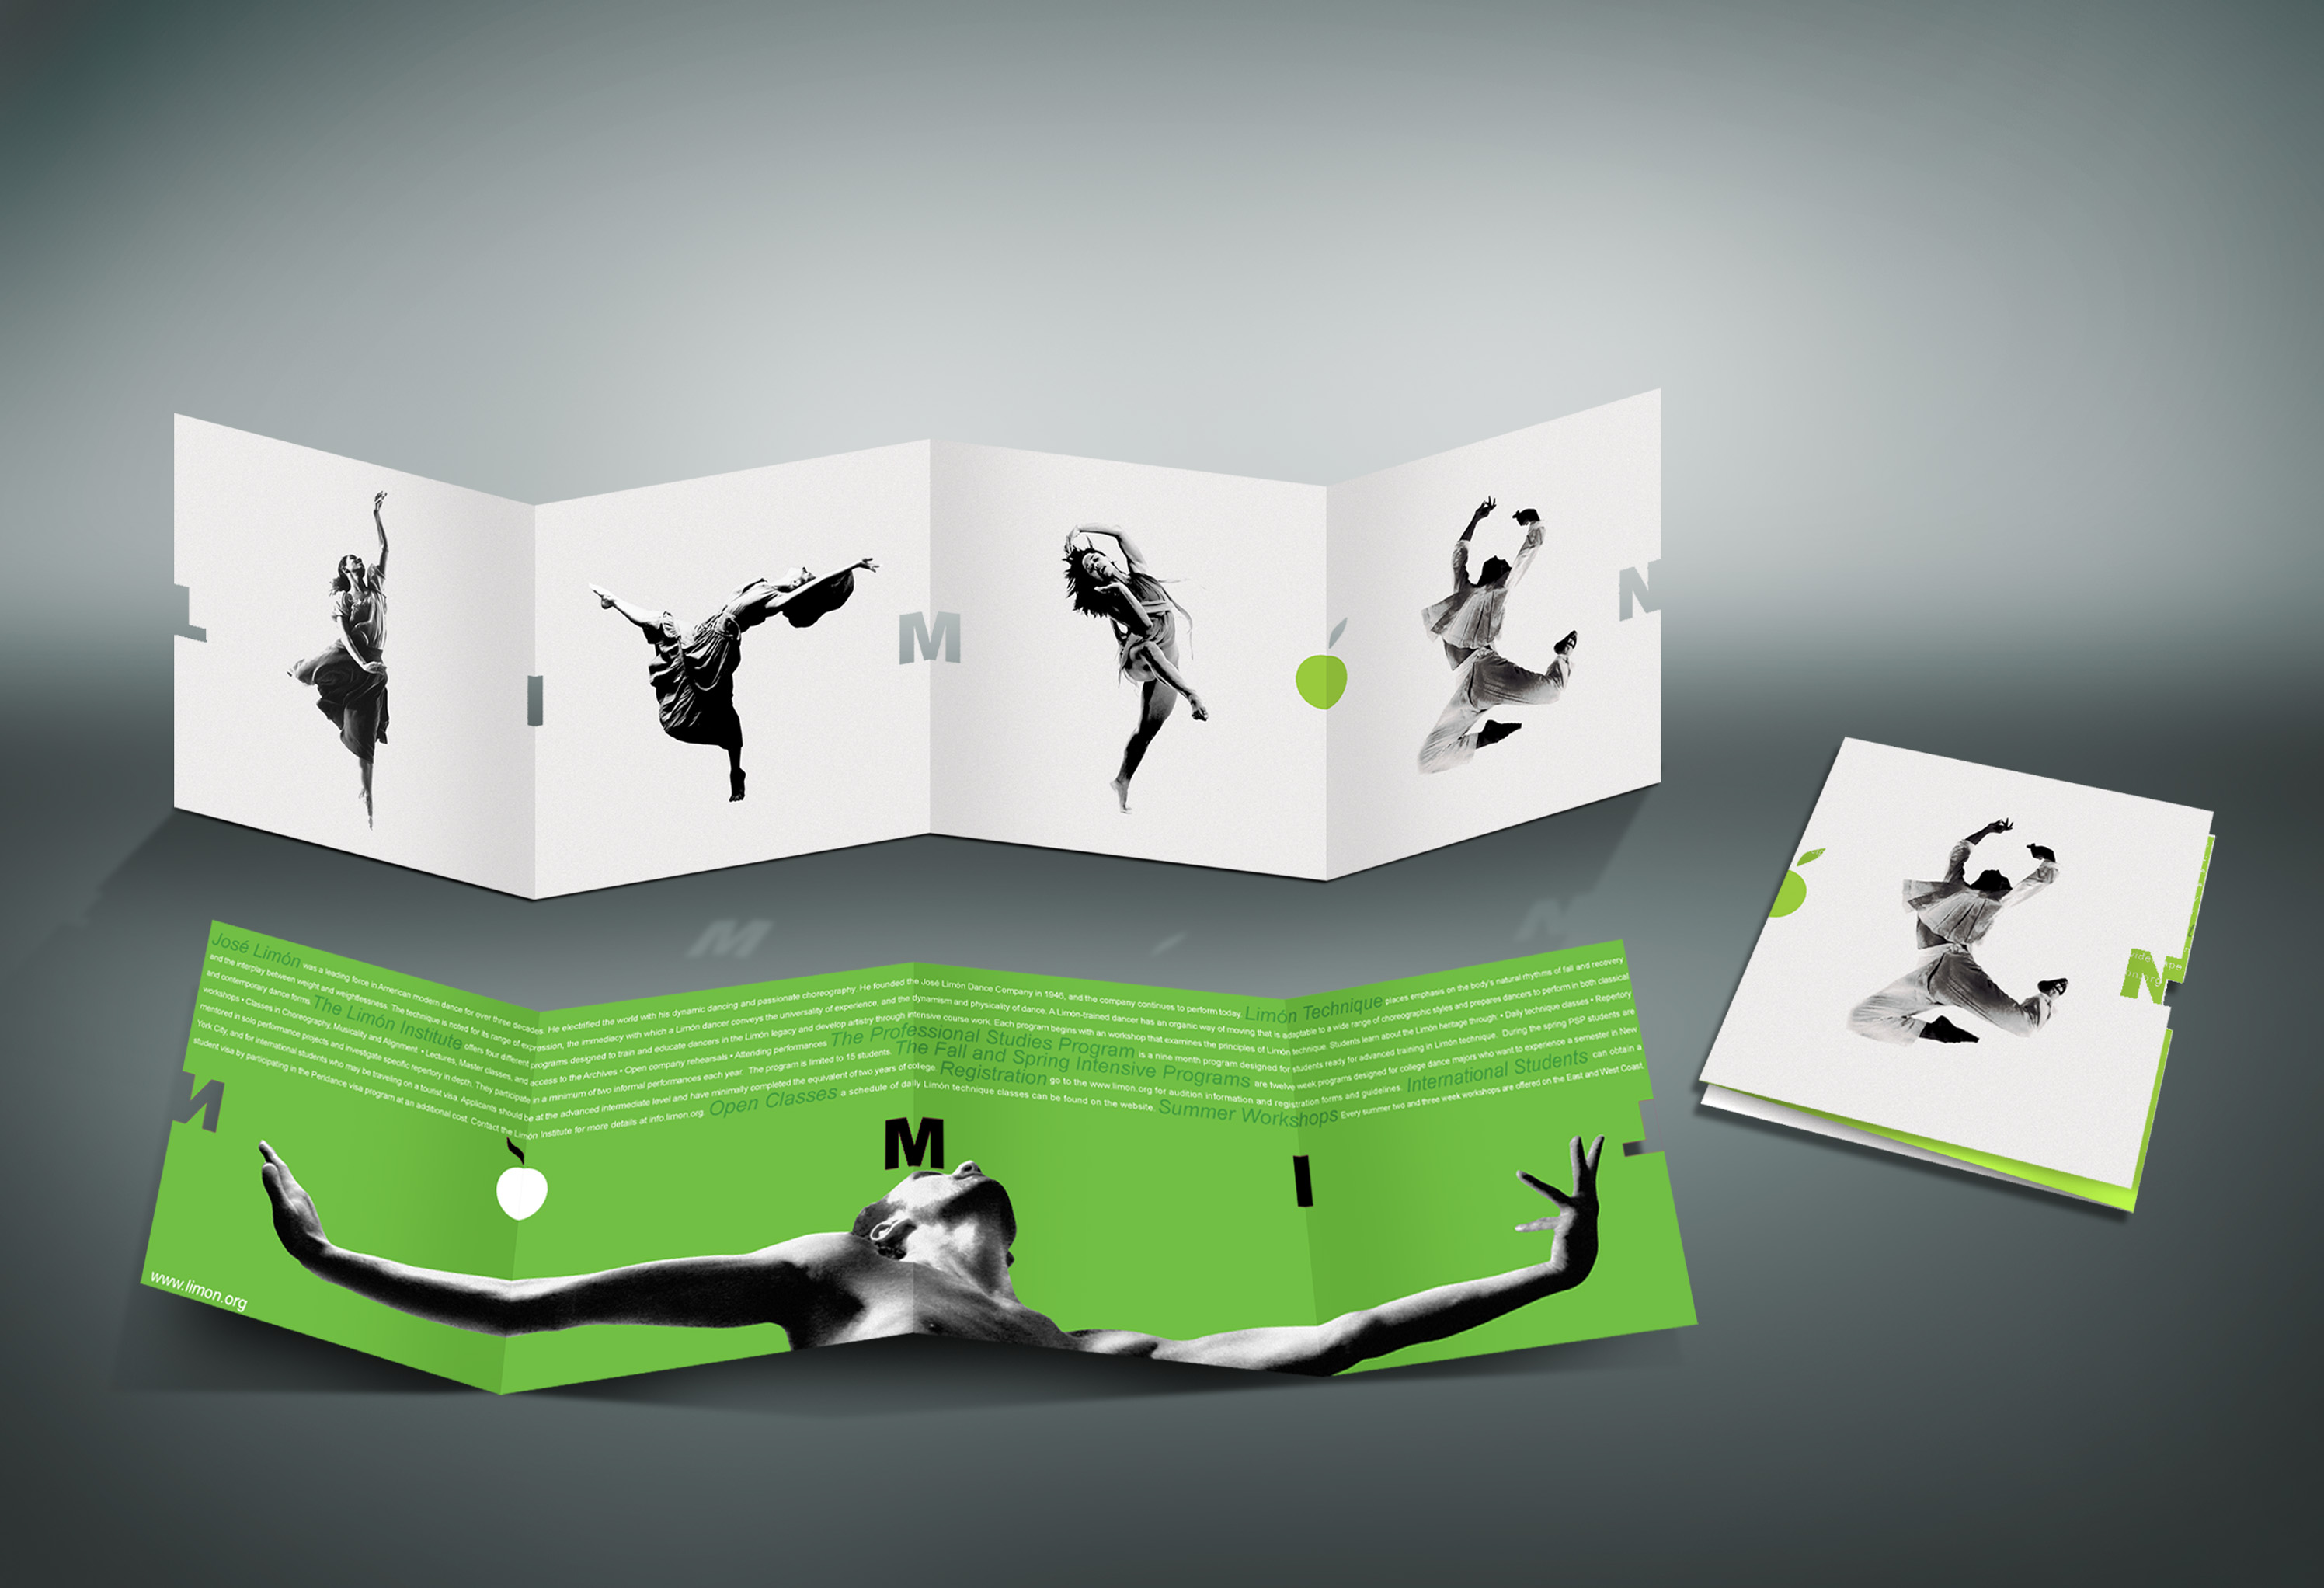 L I M N
José Limón was a leading force in American modern dance for over three decades. He electrified the world with his dynamic dancing and passionate choreography. He founded the José Limón Dance Company in 1946, and the company continues to perform today. Limón Technique places emphasis on the body's natural rhythms of fall and recovery
and the interplay between weight and weightlessness. The technique is noted for its range of expression, the immediacy with which a Limón dancer conveys the universality of experience, and the dynamism and physicality of dance. A Limón-trained dancer has an organic way of moving that is adaptable to a wide range of choreographic styles and prepares dancers to perform in both classical
and contemporary dance forms. The Limón Institute offers four different programs designed to train and educate dancers in the Limón legacy and develop artistry through intensive course work. Each program begins with an workshop that examines the principles of Limón technique. Students learn about the Limón heritage through: • Daily technique classes • Repertory
workshops • Classes in Choreography, Musicality and Alignment • Lectures, Master classes, and access to the Archives • Open company rehearsals • Attending performances The Professional Studies Program is a nine month program designed for students ready for advanced training in Limón technique. During the spring PSP students are
mentored in solo performance projects and investigate specific repertory in depth. They participate in a minimum of two informal performances each year. The program is limited to 15 students. The Fall and Spring Intensive Programs are twelve week programs designed for college dance majors who want to experience a semester in New
York City, and for international students who may be traveling on a tourist visa. Applicants should be at the advanced intermediate level and have minimally completed the equivalent of two years of college. Registration go to the www.limon.org for audition information and registration forms and guidelines. International Students can obtain a
student visa by participating in the Peridance visa program at an additional cost. Contact the Limón Institute for more details at info.limon.org. Open Classes a schedule of daily Limón technique classes can be found on the website. Summer Workshops Every summer two and three week workshops are offered on the East and West Coast.
M I
www.limon.org
N